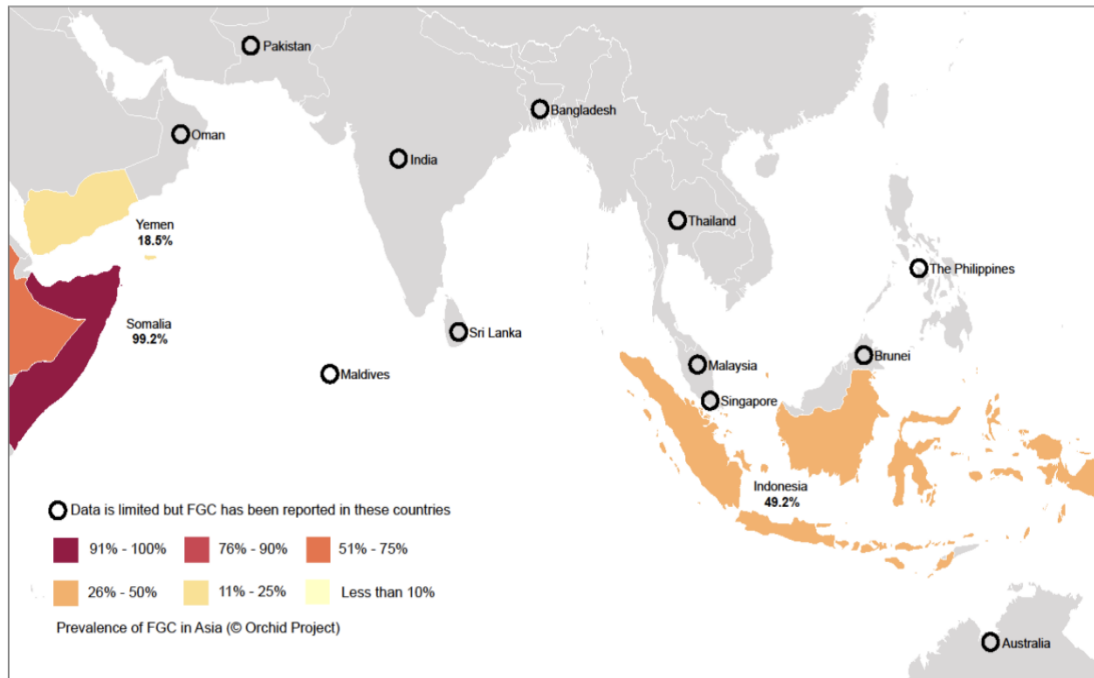 Pakistan
Bangladesh
Oman
India
Thailand
Yemen
18.5%
The Philippines
Somalia
99.2%
Sri Lanka
Brunei
Malaysia
Maldives
Singapore
Indonesia
49.2%
Data is limited but FGC has been reported in these countries
91% - 100% 76% - 90% 51% - 75%
26% - 50% 11% - 25% Less than 10%
Prevalence of FGC in Asia (© Orchid Project)
Australia